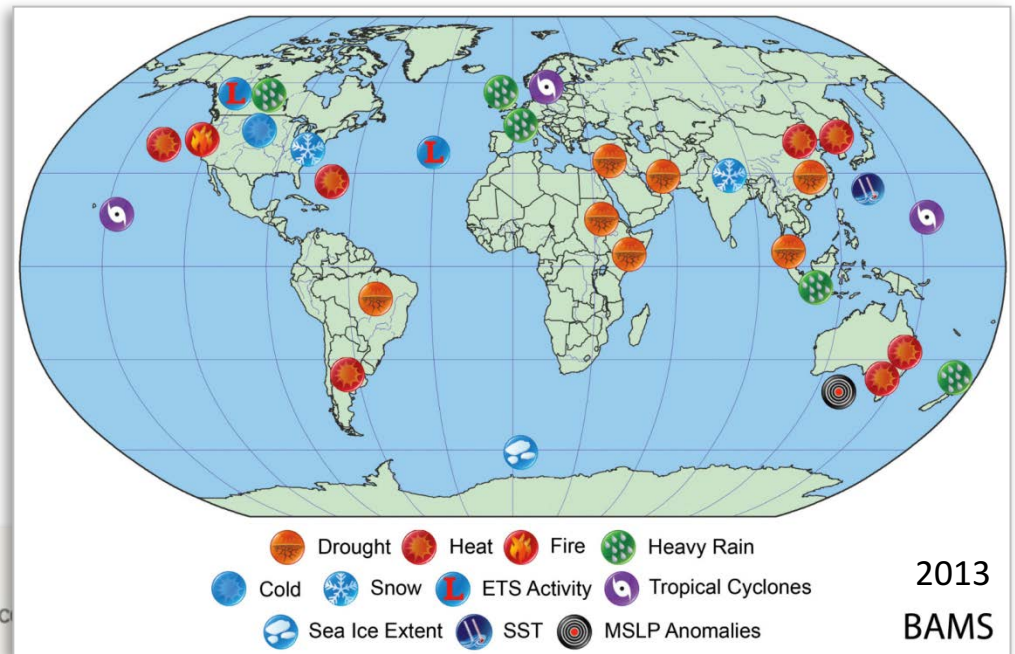 Drought Heat Fire Heavy Rain
Cold Snow L ETS Activity Tropical Cyclones
Sea Ice Extent SST MSLP Anomalies
2013
BAMS
L
L